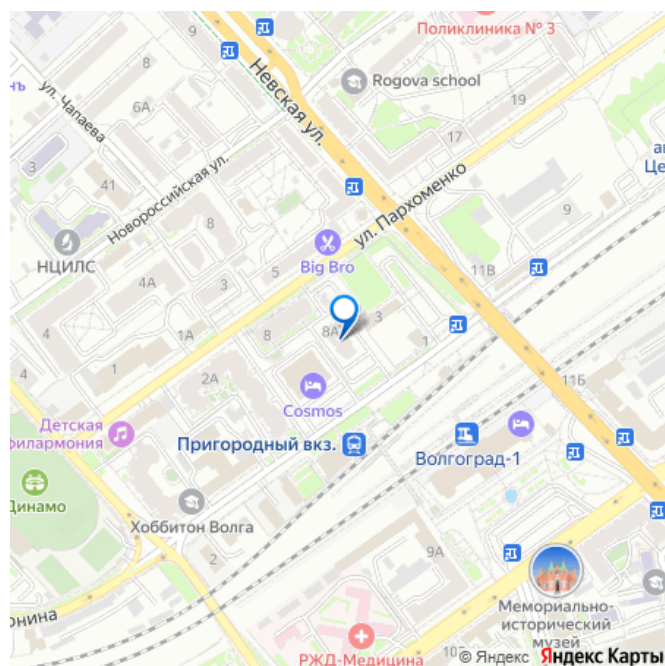 Поликлиника № 3
9
8
нъ
Rogova school
ул. Чапаева
6А
Невская ул.
19
3
17
41
Новороссийская ул.
ул. Пархоменко
8
9
НЦИЛС
Big Bro
5
11В
4А
3
4
8А
3
1А
8
1
1
2А
11Б
Cosmos
Детская
филармония
Пригородный вкз.
Волгоград-1
Динамо
Хоббитон Волга
2
9А
онина
Мемориально-
исторический
музей
РЖД-Медицина
© Яндекс Яндекс Карты